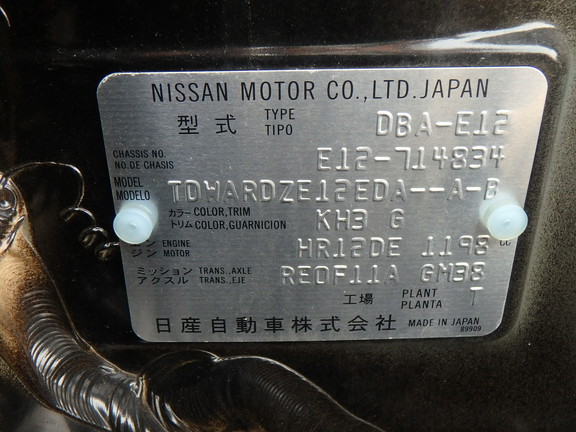 NISSAN MOTOR CO.,LTD.JAPAN
型式 TYPE TIPO DBA-E12
CHASSIS NO. NO.DE CHASIS E12-714834
MODEL MODELO TDWARDZE12EDA--A-B
カラー COLOR,TRIM トリム COLOR,GUARNICION KH3 G
ン ENGINE ジン MOTOR HR12DE 1198 cc
ミッション TRANS.,AXLE アクスル TRANS.,EJE RE0F11A GM38
工場 PLANT PLANTA T
日産自動車株式会社 MADE IN JAPAN
89909